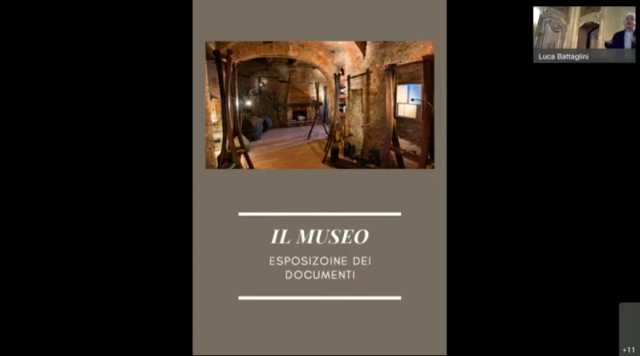 Luca Battaglini
IL MUSEO
ESPOSIZOINE DEI
DOCUMENTI
+11